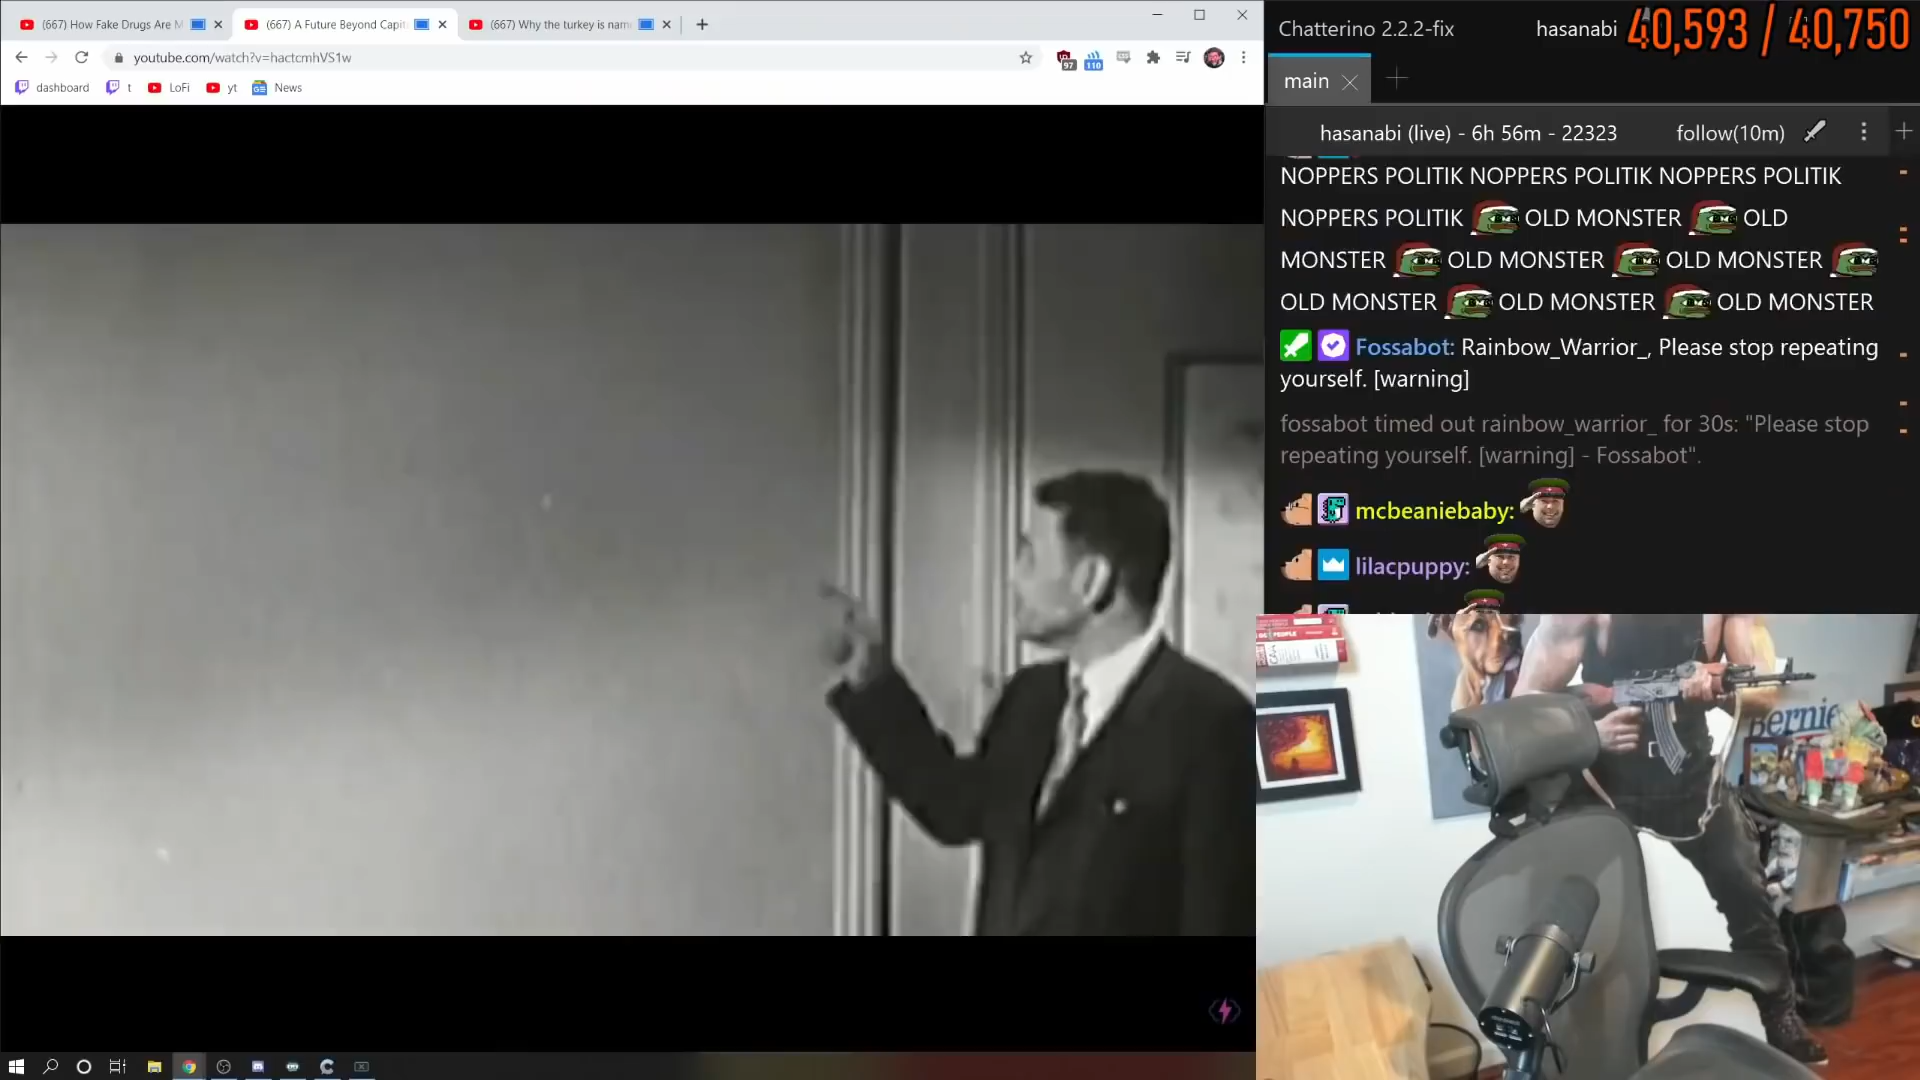 (667) How Fake Drugs Are M
(667) A Future Beyond Capit
(667) Why the turkey is nam
youtube.com/watch?v=hactcmhVS1w
97
110
dashboard
t
LoFi
yt
News
Chatterino 2.2.2-fix
hasanabi
40,593 / 40,750
main
hasanabi (live) - 6h 56m - 22323
follow(10m)
NOPPERS POLITIK NOPPERS POLITIK NOPPERS POLITIK
NOPPERS POLITIK OLD MONSTER OLD
MONSTER OLD MONSTER OLD MONSTER
OLD MONSTER OLD MONSTER OLD MONSTER
Fossabot: Rainbow_Warrior_, Please stop repeating
yourself. [warning]
fossabot timed out rainbow_warrior_ for 30s: "Please stop
repeating yourself. [warning] - Fossabot".
mcbeaniebaby:
lilacpuppy:
Bernie